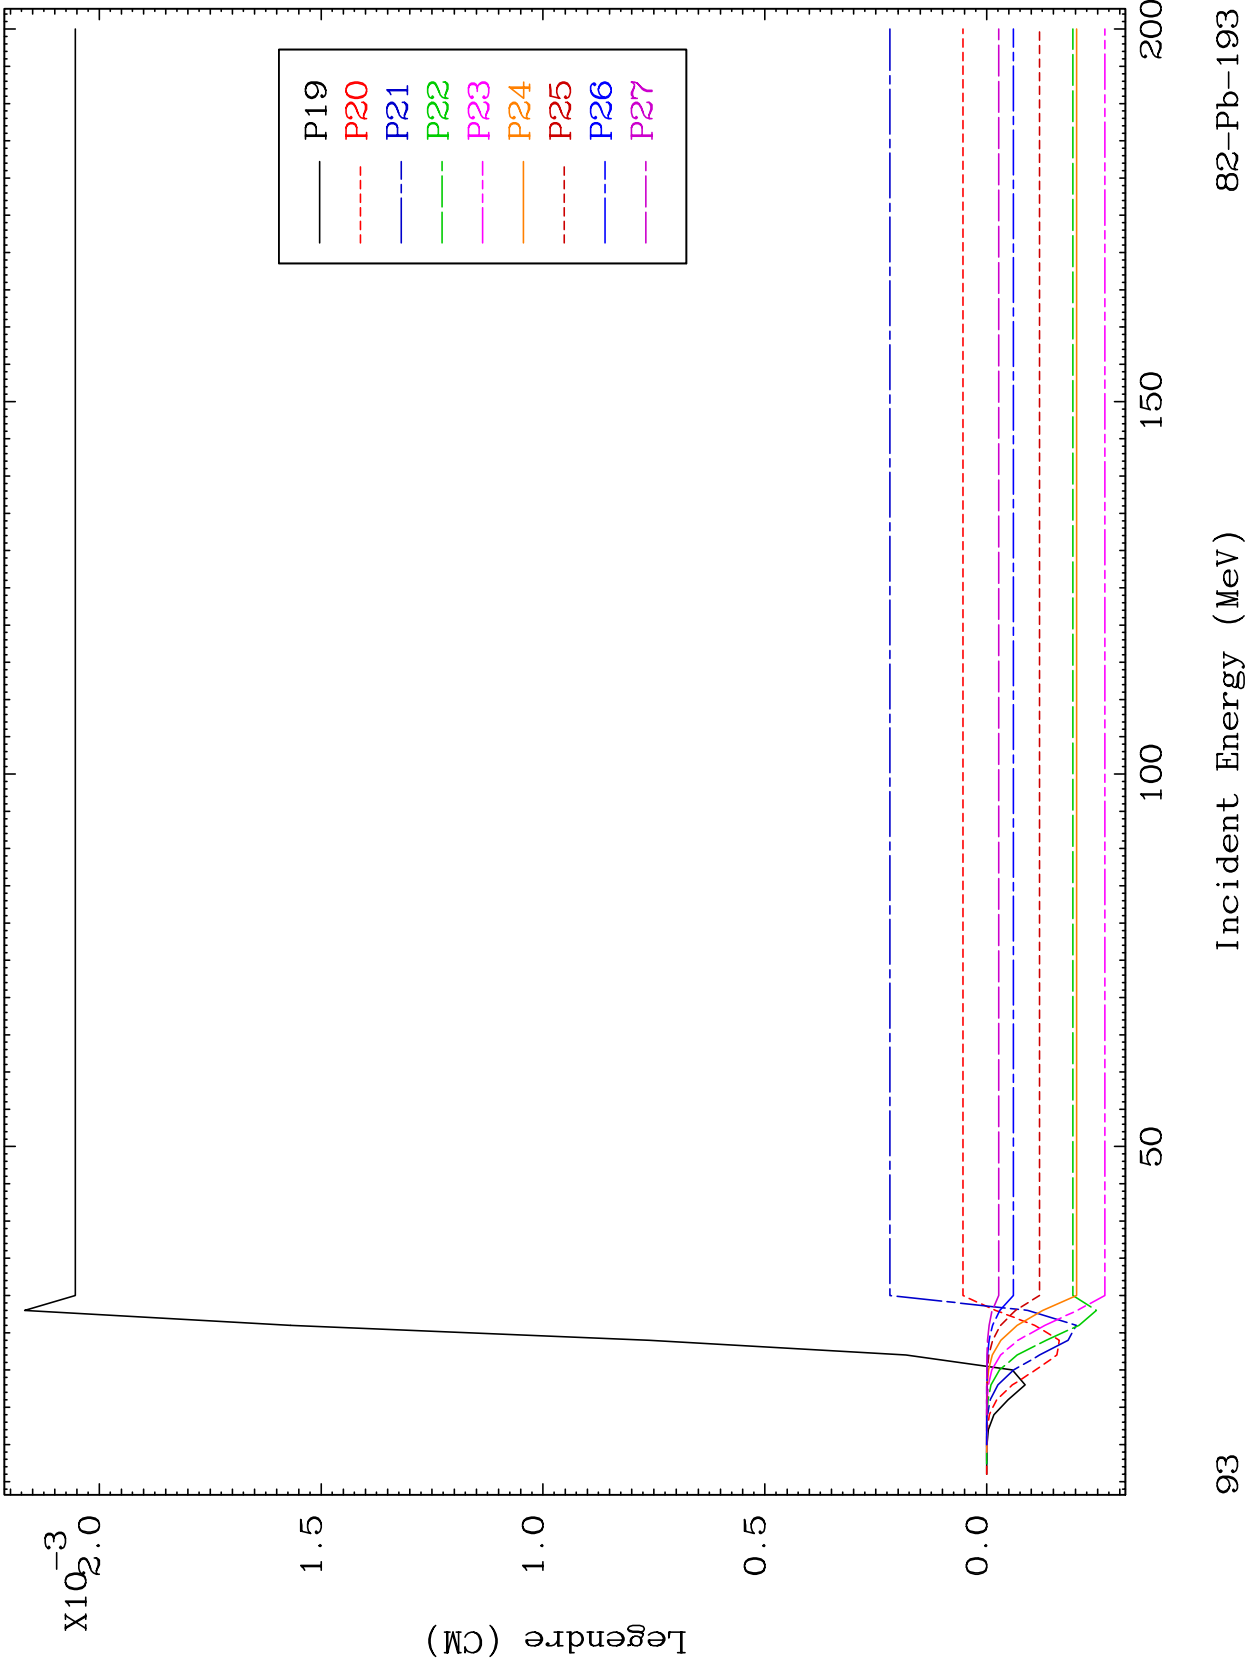 X10-3
2.0
1.5
1.0
0.5
0.0
Legendre (CM)
P19
P20
P21
P22
P23
P24
P25
P26
P27
50
100
150
200
Incident Energy (MeV)
93
82-Pb-193